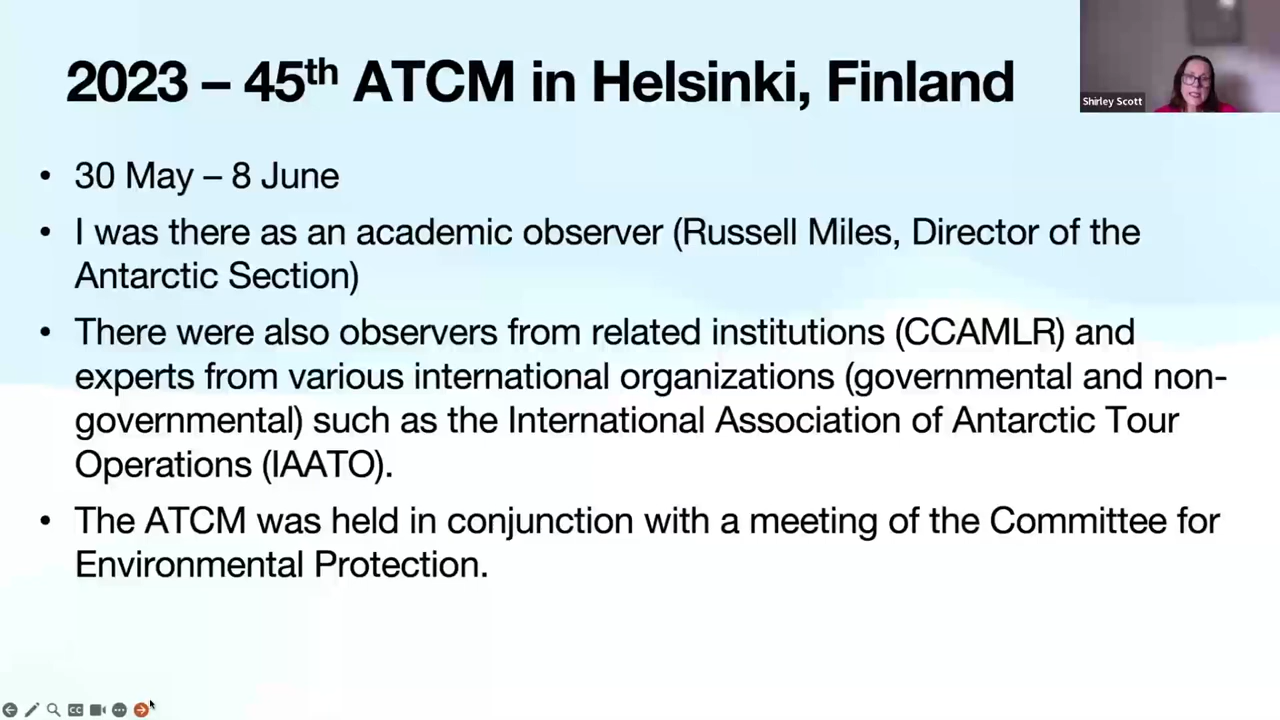 2023 – 45th ATCM in Helsinki, Finland
Shirley Scott
• 30 May – 8 June
• I was there as an academic observer (Russell Miles, Director of the
Antarctic Section)
• There were also observers from related institutions (CCAMLR) and
experts from various international organizations (governmental and non-
governmental) such as the International Association of Antarctic Tour
Operations (IAATO).
• The ATCM was held in conjunction with a meeting of the Committee for
Environmental Protection.
CC